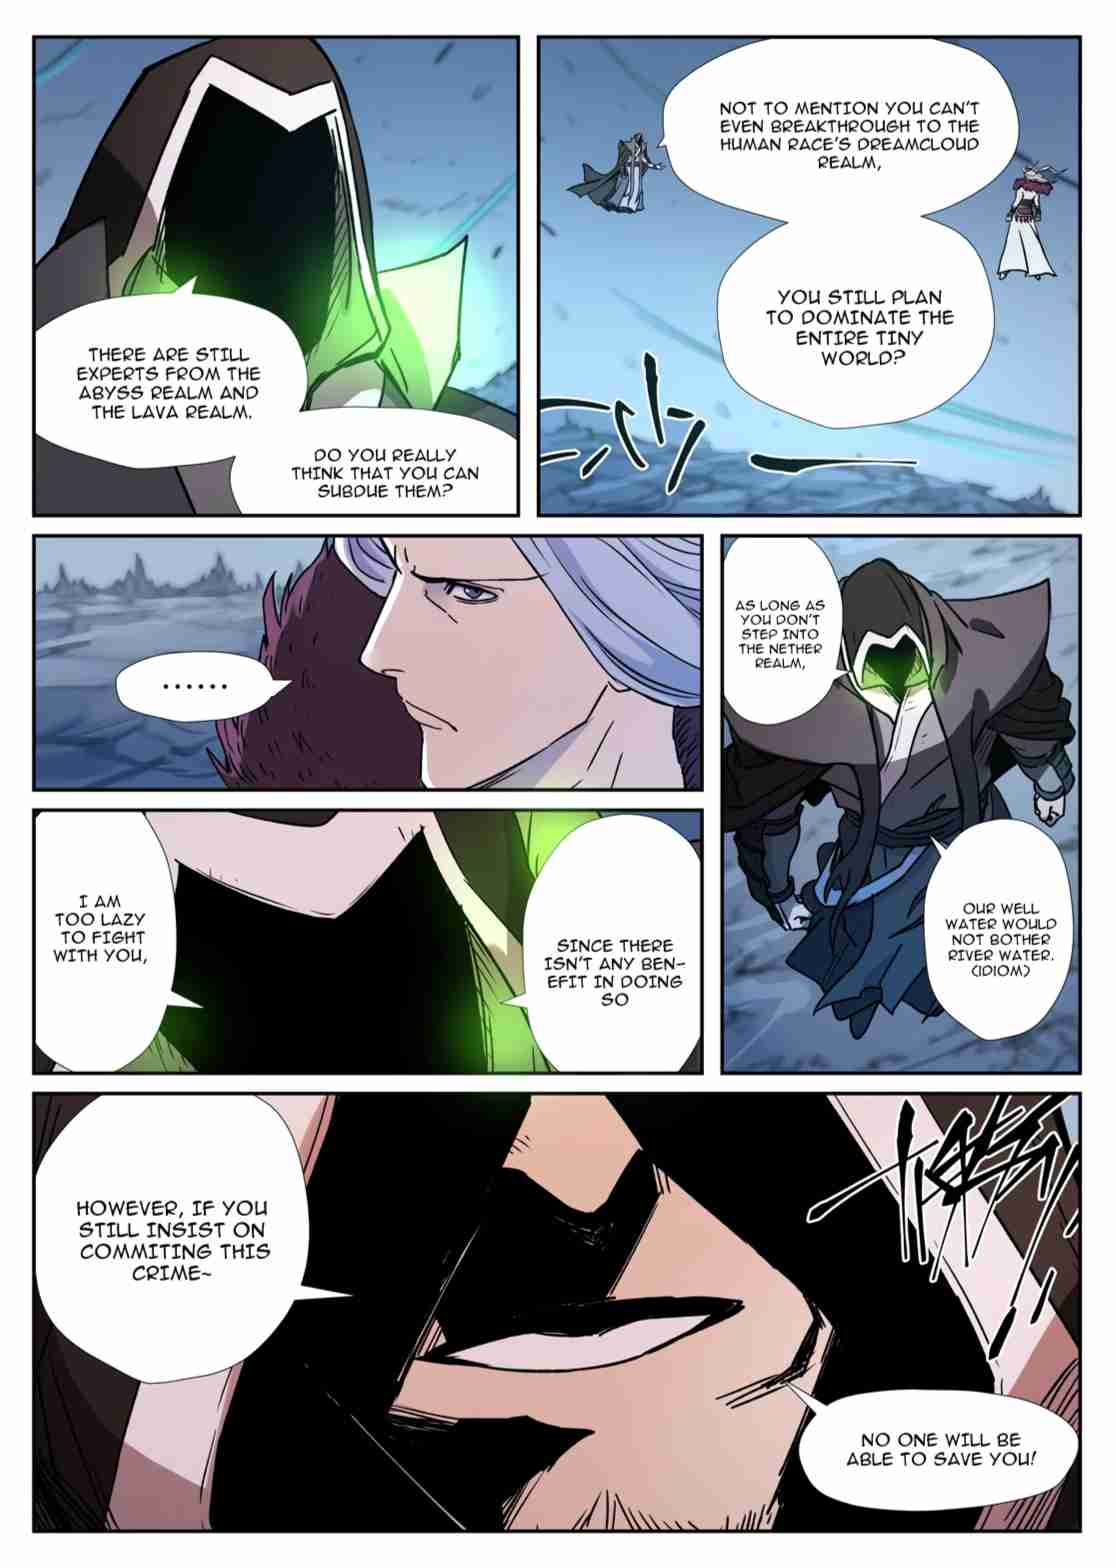 THERE ARE STILL
EXPERTS FROM THE
ABYSS REALM AND
THE LAVA REALM.
DO YOU REALLY
THINK THAT YOU CAN
SUBDUE THEM?
NOT TO MENTION YOU CAN'T
EVEN BREAKTHROUGH TO THE
HUMAN RACE'S DREAMCLOUD
REALM,
YOU STILL PLAN
TO DOMINATE THE
ENTIRE TINY
WORLD?
......
AS LONG AS
YOU DON'T
STEP INTO
THE NETHER
REALM,
OUR WELL
WATER WOULD
NOT BOTHER
RIVER WATER.
(IDIOM)
I AM
TOO LAZY
TO FIGHT
WITH YOU,
SINCE THERE
ISN'T ANY BEN-
EFIT IN DOING
SO
HOWEVER, IF YOU
STILL INSIST ON
COMMITING THIS
CRIME~
NO ONE WILL BE
ABLE TO SAVE YOU!